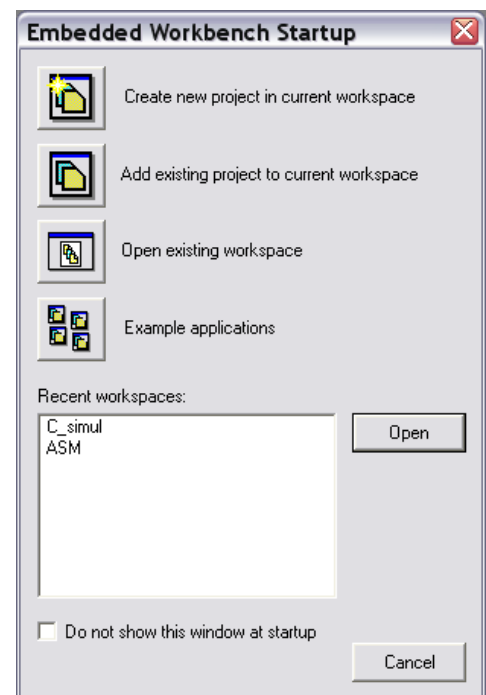 Embedded Workbench Startup
Create new project in current workspace
Add existing project to current workspace
Open existing workspace
Example applications
Recent workspaces:
C_simul
Open
ASM
Do not show this window at startup
Cancel